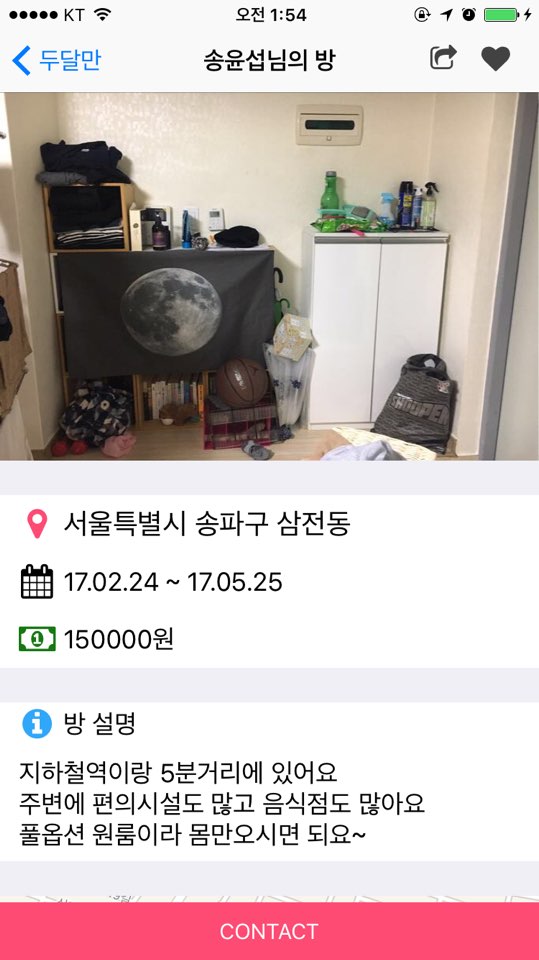 KT
오전 1:54
두달만
송윤섭님의 방
서울특별시 송파구 삼전동
17.02.24 ~ 17.05.25
1
150000원
방 설명
지하철역이랑 5분거리에 있어요
주변에 편의시설도 많고 음식점도 많아요
풀옵션 원룸이라 몸만오시면 되요~
CONTACT